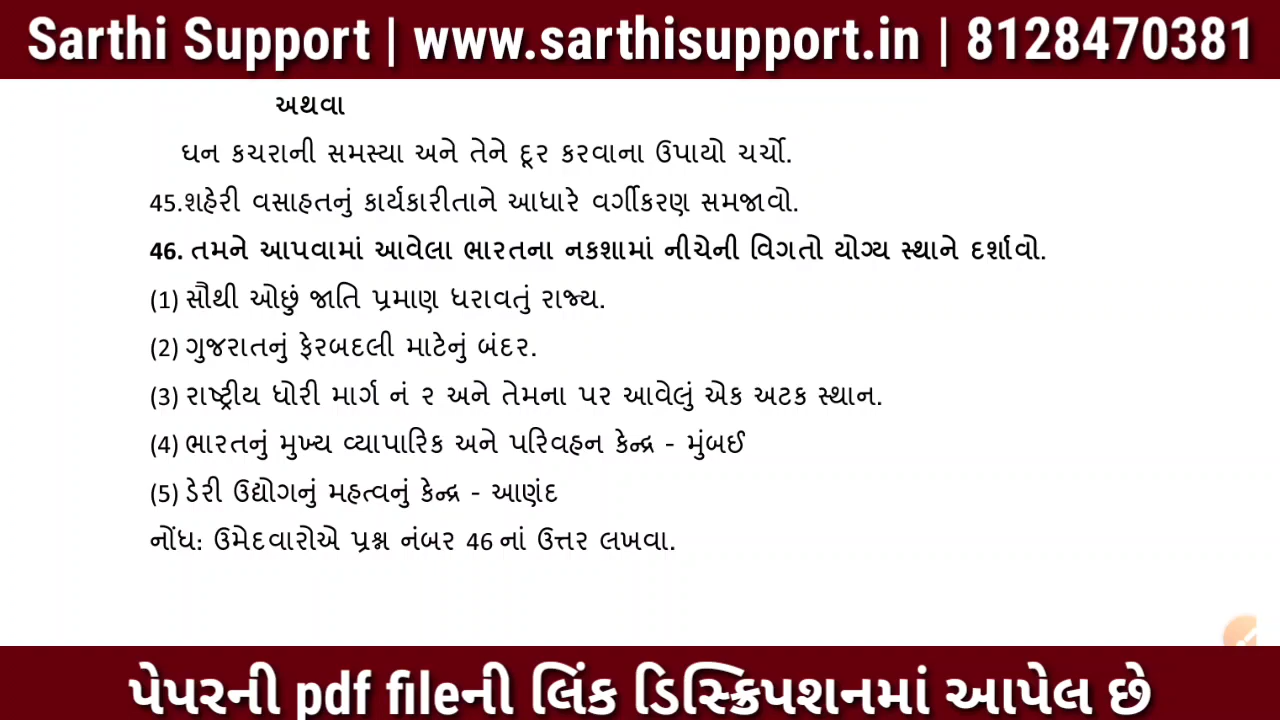 Sarthi Support | www.sarthisupport.in | 8128470381
અથવા
ઘન કચરાની સમસ્યા અને તેને દૂર કરવાના ઉપાયો ચર્ચો.
45.શહેરી વસાહતનું કાર્યકારીતાને આધારે વર્ગીકરણ સમજાવો.
46. તમને આપવામાં આવેલા ભારતના નકશામાં નીચેની વિગતો યોગ્ય સ્થાને દર્શાવો.
(1) સૌથી ઓછું જાતિ પ્રમાણ ધરાવતું રાજ્ય.
(2) ગુજરાતનું ફેરબદલી માટેનું બંદર.
(3) રાષ્ટ્રીય ધોરી માર્ગ નં ૨ અને તેમના પર આવેલું એક અટક સ્થાન.
(4) ભારતનું મુખ્ય વ્યાપારિક અને પરિવહન કેન્દ્ર - મુંબઈ
(5) ડેરી ઉદ્યોગનું મહત્વનું કેન્દ્ર - આણંદ
નોંધ: ઉમેદવારોએ પ્રશ્ન નંબર 46 નાં ઉત્તર લખવા.
પેપરની pdf fileની લિંક ડિસ્ક્રિપશનમાં આપેલ છે